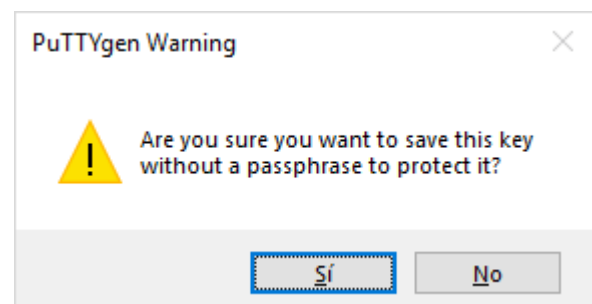 PuTTYgen Warning
Are you sure you want to save this key
without a passphrase to protect it?
Sí
No